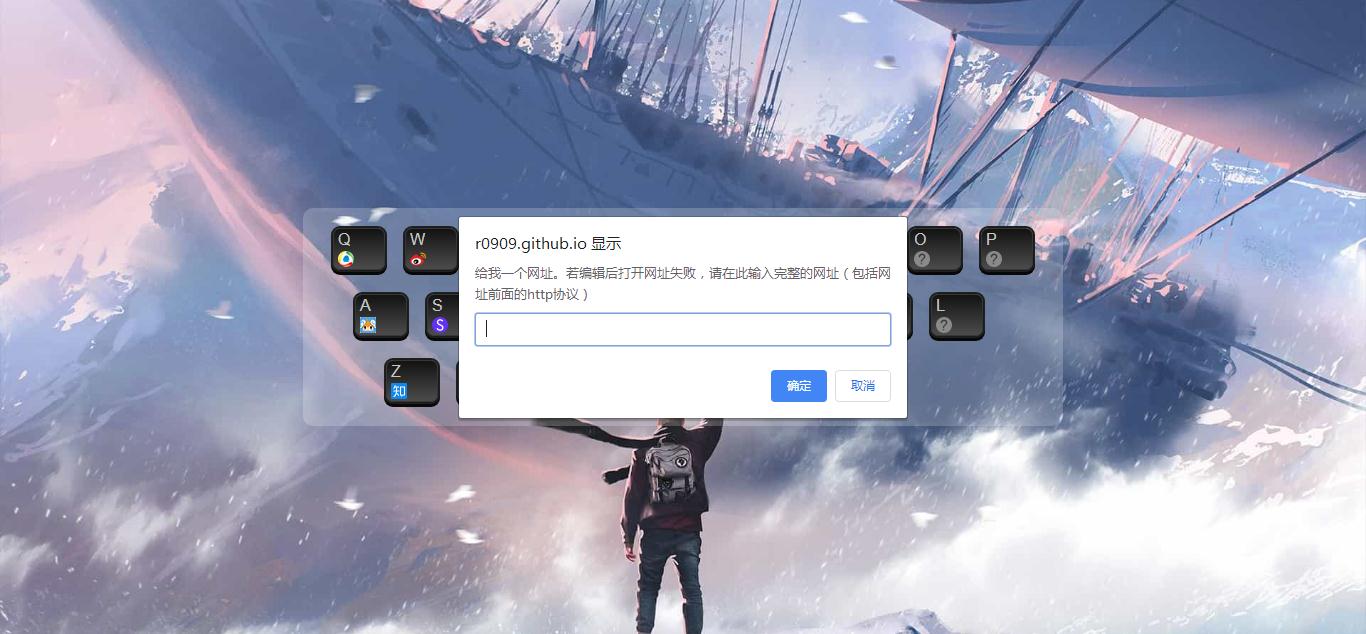 r0909.github.io 显示
给我一个网址。若编辑后打开网址失败，请在此输入完整的网址（包括网
址前面的http协议）
确定 取消
Q W O P
? ?
A S L
S ?
Z
知